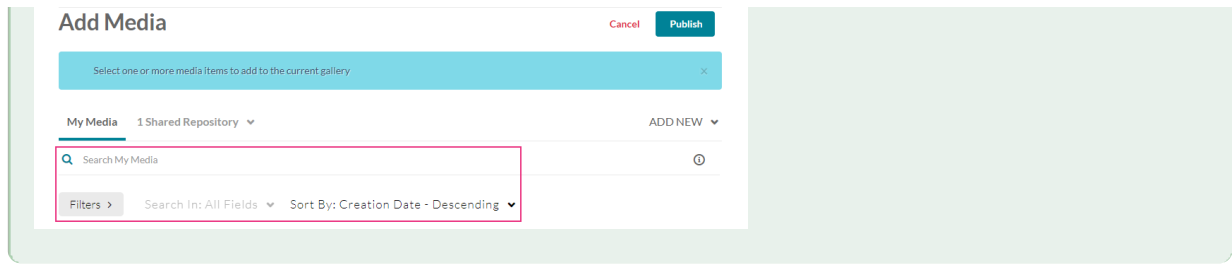 Add Media
Cancel Publish
Select one or more media items to add to the current gallery ×
My Media 1 Shared Repository ADD NEW
Search My Media
Filters > Search In: All Fields Sort By: Creation Date - Descending